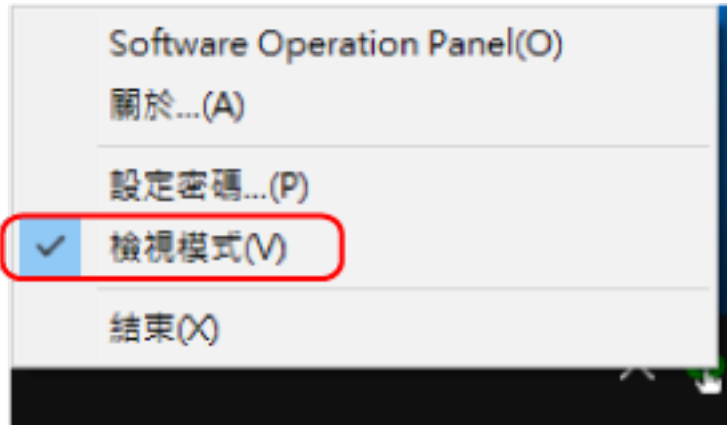 Software Operation Panel(O)
關於...(A)
設定密碼...(P)
檢視模式(V)
結束(X)